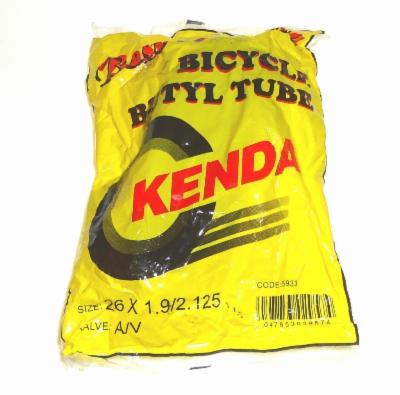 BICYCLE
BUTYL TUBE
KENDA
CODE:5933
SIZE: 26 X 1.9/2.125
VALVE: A/V